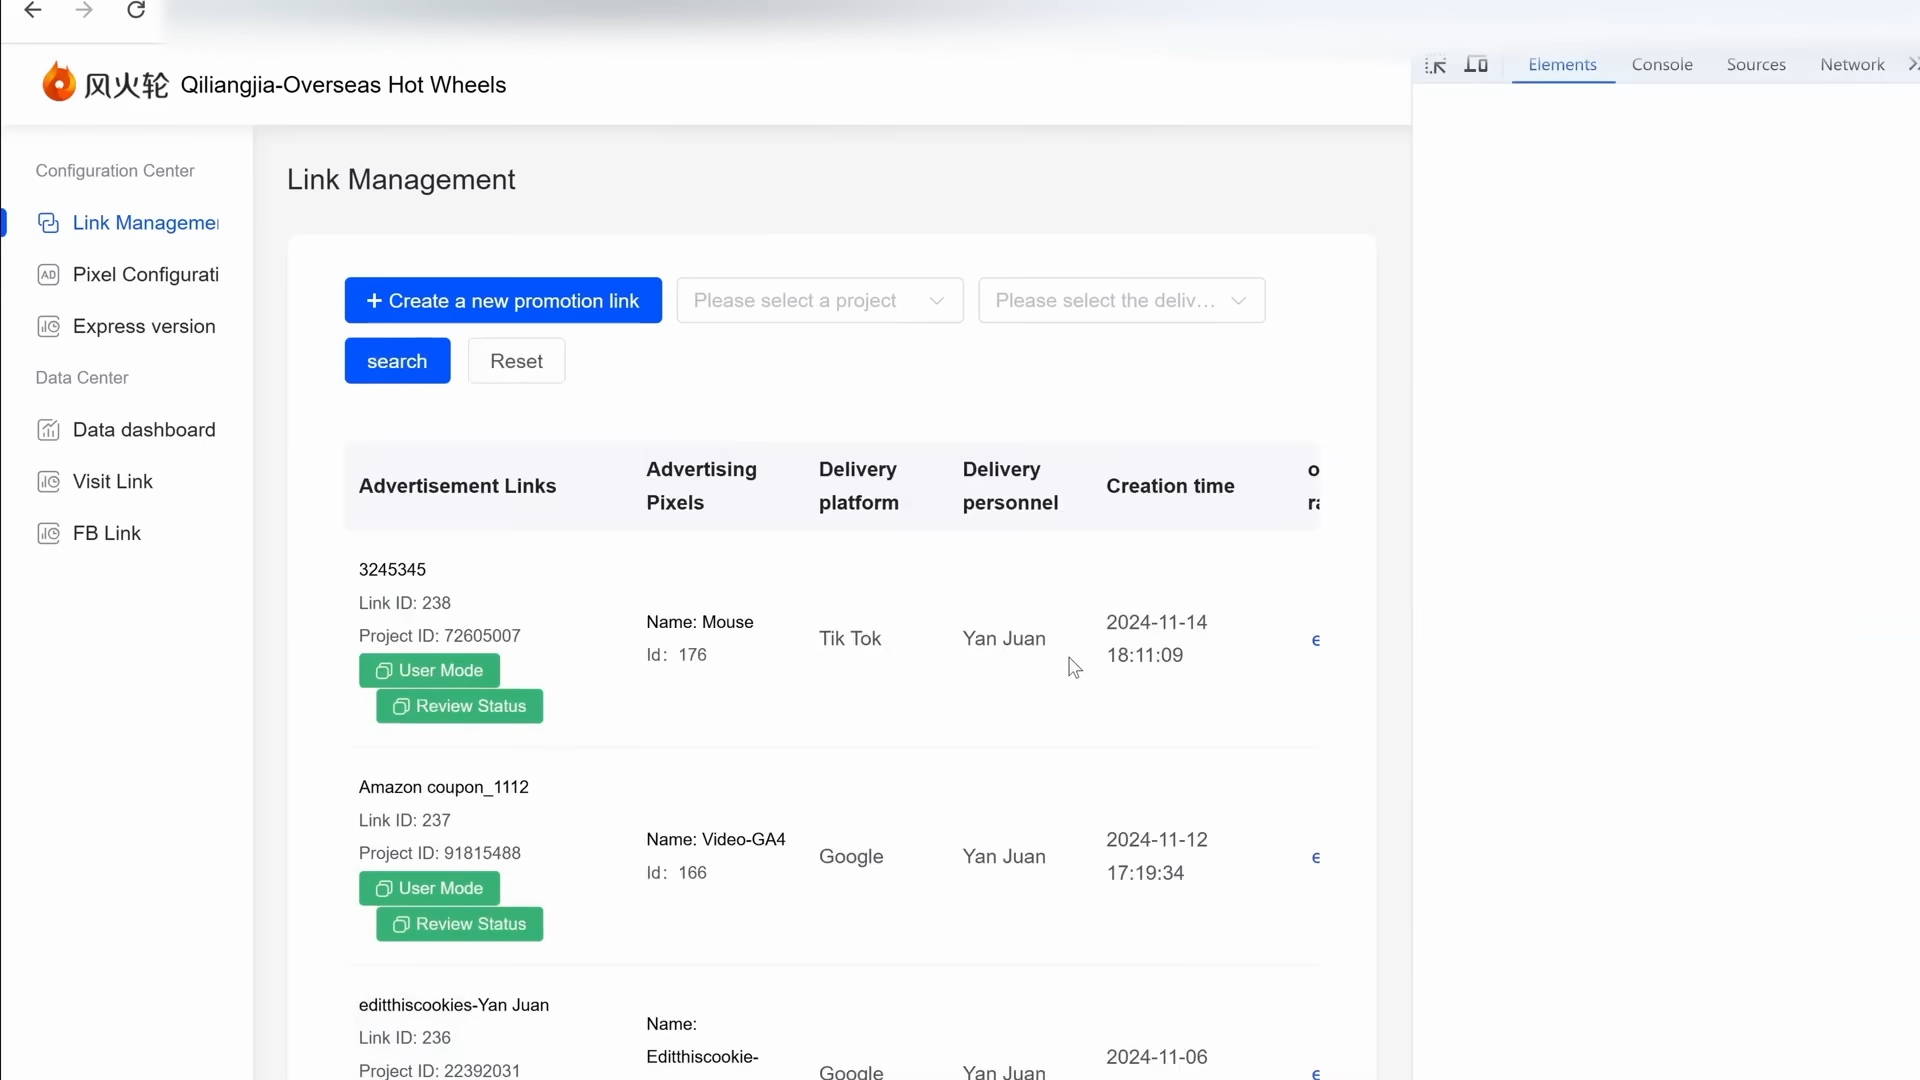 风火轮 Qiliangjia-Overseas Hot Wheels
Elements Console Sources Network
Configuration Center
Link Managemer
Pixel Configurati
Express version
Data Center
Data dashboard
Visit Link
FB Link
Link Management
+ Create a new promotion link
Please select a project
Please select the deliv...
search
Reset
Advertisement Links
Advertising
Pixels
Delivery
platform
Delivery
personnel
Creation time
3245345
Link ID: 238
Project ID: 72605007
User Mode
Review Status
Name: Mouse
Id: 176
Tik Tok
Yan Juan
2024-11-14
18:11:09
Amazon coupon_1112
Link ID: 237
Project ID: 91815488
User Mode
Review Status
Name: Video-GA4
Id: 166
Google
Yan Juan
2024-11-12
17:19:34
editthiscookies-Yan Juan
Link ID: 236
Project ID: 22392031
Name:
Editthiscookie-
Google
Yan Juan
2024-11-06